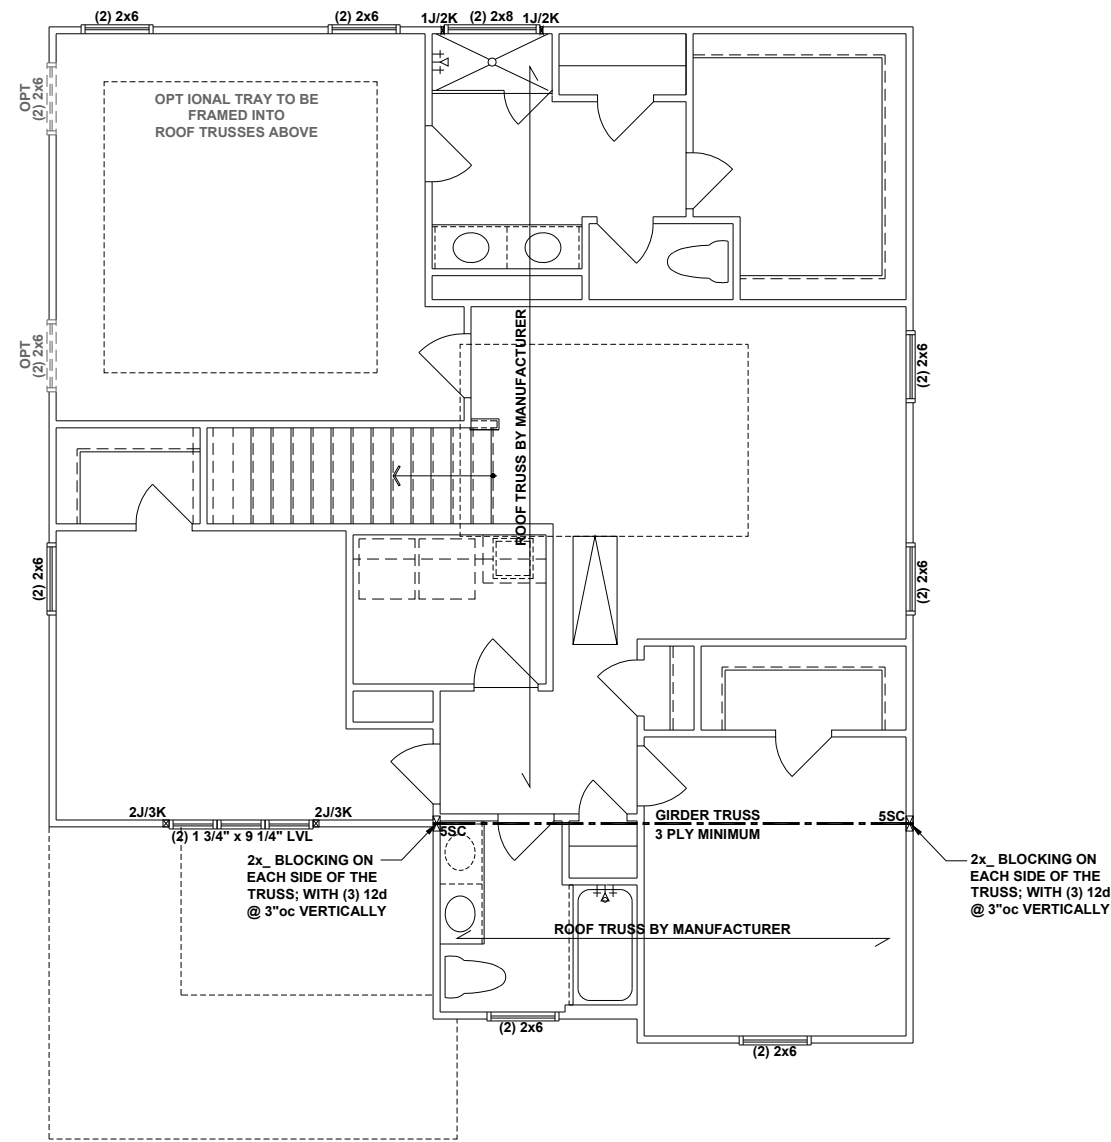 (2) 2x6
(2) 2x6
1J/2K
(2) 2x8
1J/2K
OPT
(2) 2x6
OPT IONAL TRAY TO BE
FRAMED INTO
ROOF TRUSSES ABOVE
OPT
(2) 2x6
ROOF TRUSS BY MANUFACTURER
(2) 2x6
(2) 2x6
(2) 2x6
2J/3K
2J/3K
(2) 1 3/4" x 9 1/4" LVL
5SC
GIRDER TRUSS
3 PLY MINIMUM
5SC
2x_ BLOCKING ON
EACH SIDE OF THE
TRUSS; WITH (3) 12d
@ 3"oc VERTICALLY
2x_ BLOCKING ON
EACH SIDE OF THE
TRUSS; WITH (3) 12d
@ 3"oc VERTICALLY
ROOF TRUSS BY MANUFACTURER
(2) 2x6
(2) 2x6